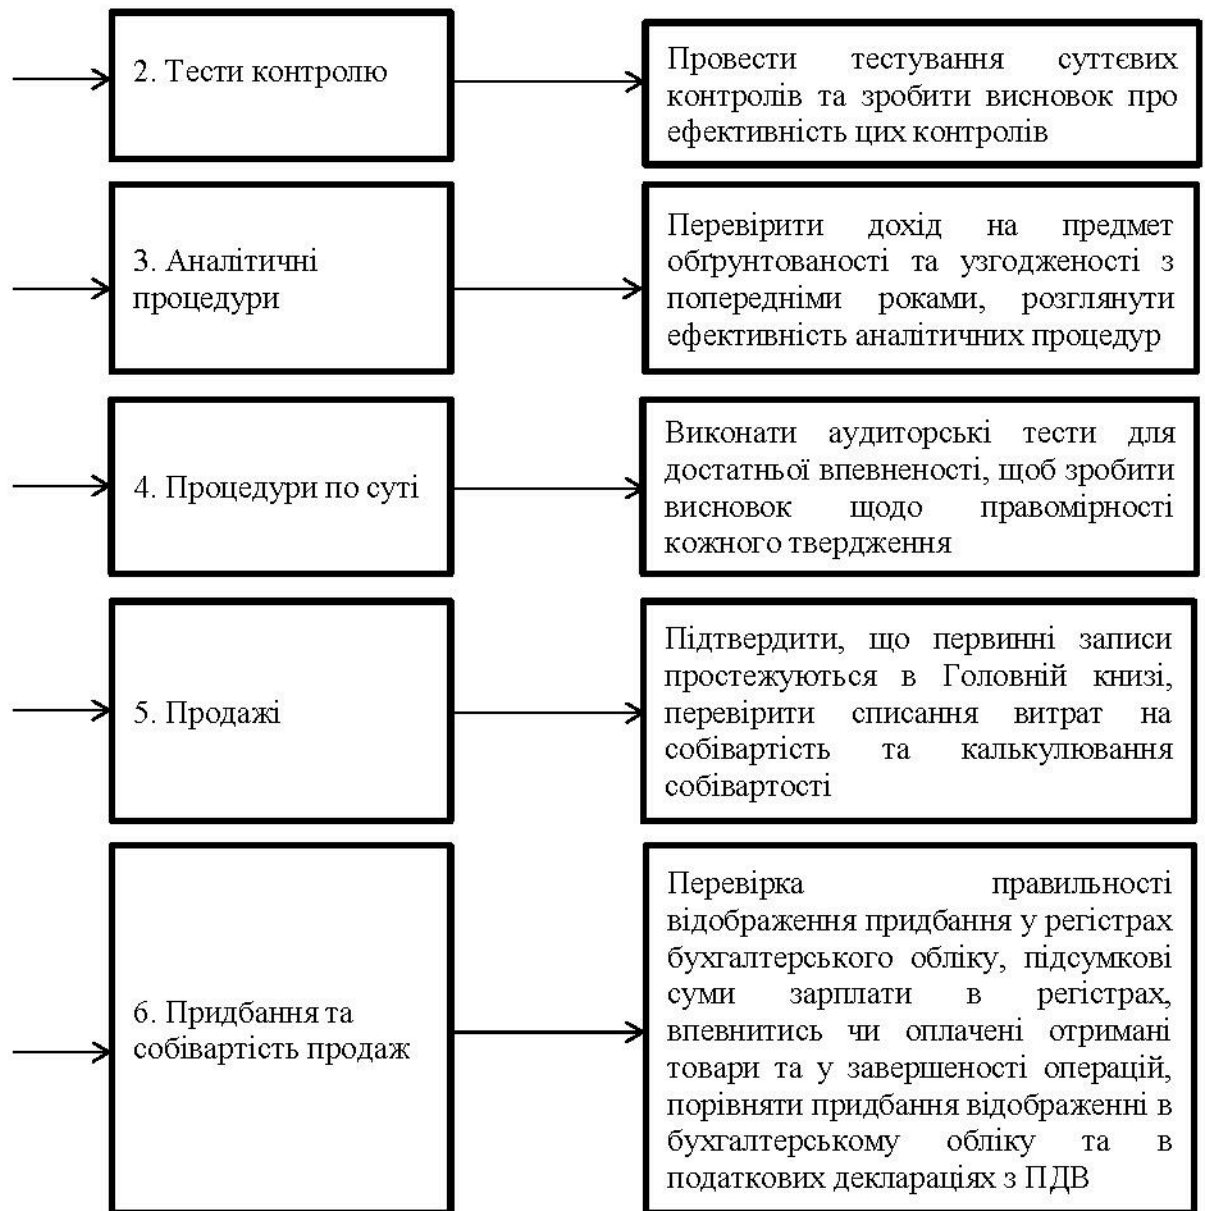 2. Тести контролю
Провести тестування суттєвих
контролів та зробити висновок про
ефективність цих контролів
3. Аналітичні
процедури
Перевірити дохід на предмет
обґрунтованості та узгодженості з
попередніми роками, розглянути
ефективність аналітичних процедур
4. Процедури по суті
Виконати аудиторські тести для
достатньої впевненості, щоб зробити
висновок щодо правомірності
кожного твердження
5. Продажі
Підтвердити, що первинні записи
простежуються в Головній книзі,
перевірити списання витрат на
собівартість та калькулювання
собівартості
6. Придбання та
собівартість продаж
Перевірка правильності
відображення придбання у регістрах
бухгалтерського обліку, підсумкові
суми зарплати в регістрах,
впевнитись чи оплачені отримані
товари та у завершеності операцій,
порівняти придбання відображенні в
бухгалтерському обліку та в
податкових деклараціях з ПДВ